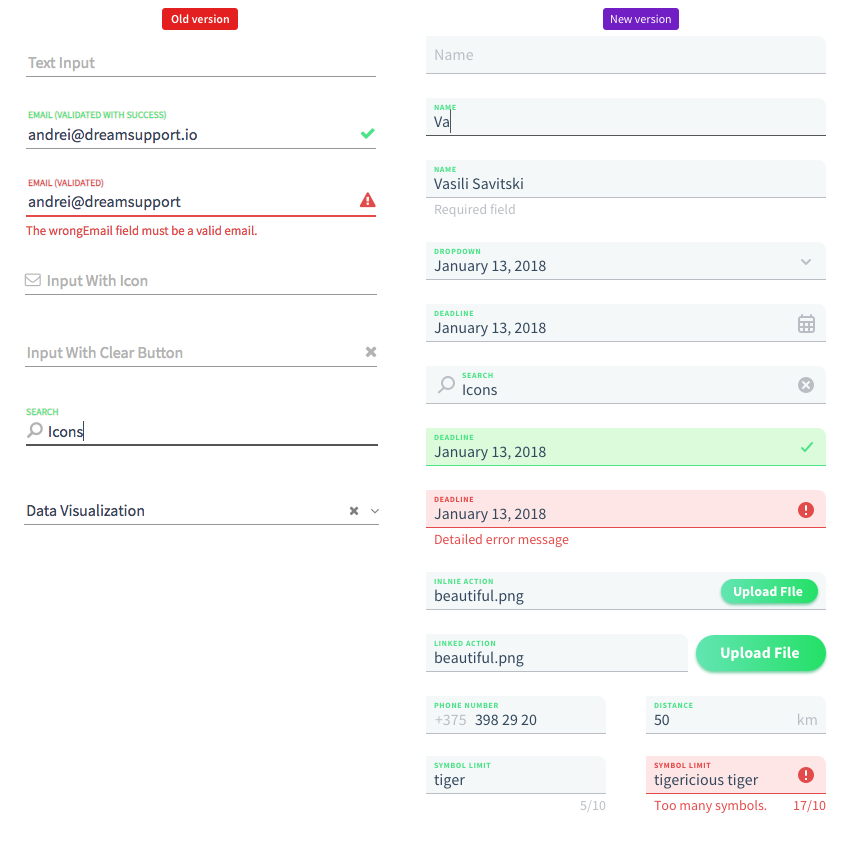 Old version
Text Input
EMAIL (VALIDATED WITH SUCCESS)
andrei@dreamsupport.io
EMAIL (VALIDATED)
andrei@dreamsupport
The wrongEmail field must be a valid email.
Input With Icon
Input With Clear Button
SEARCH
Icons
Data Visualization
New version
Name
NAME
Va
NAME
Vasili Savitski
Required field
DROPDOWN
January 13, 2018
DEADLINE
January 13, 2018
SEARCH
Icons
DEADLINE
January 13, 2018
DEADLINE
January 13, 2018
Detailed error message
INLNIE ACTION
beautiful.png
Upload FIle
LINKED ACTION
beautiful.png
Upload File
PHONE NUMBER
+375 398 29 20
DISTANCE
50 km
SYMBOL LIMIT
tiger
5/10
SYMBOL LIMIT
tigericious tiger
Too many symbols. 17/10